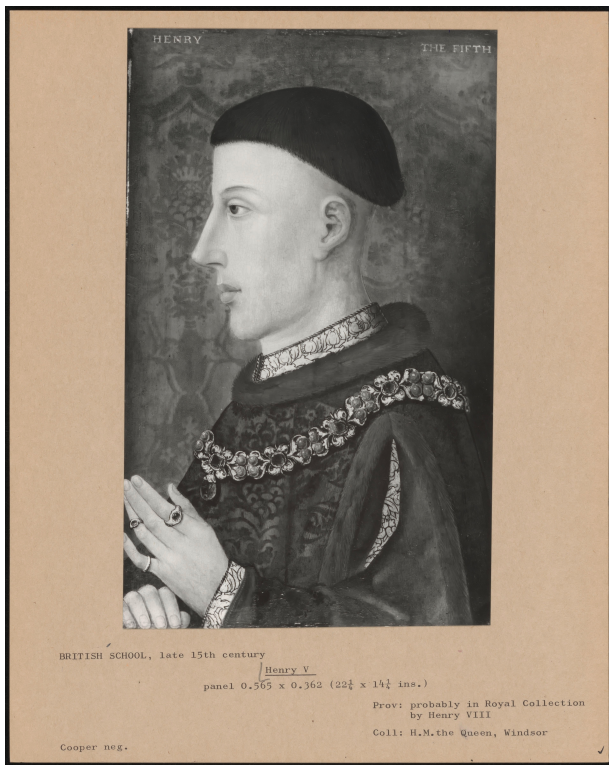 HENRY THE FIFTH
BRITISH SCHOOL, late 15th century
Henry V
panel 0.565 x 0.362 (22¼ x 14¼ ins.)
Prov: probably in Royal Collection
by Henry VIII
Coll: H.M.the Queen, Windsor
Cooper neg.